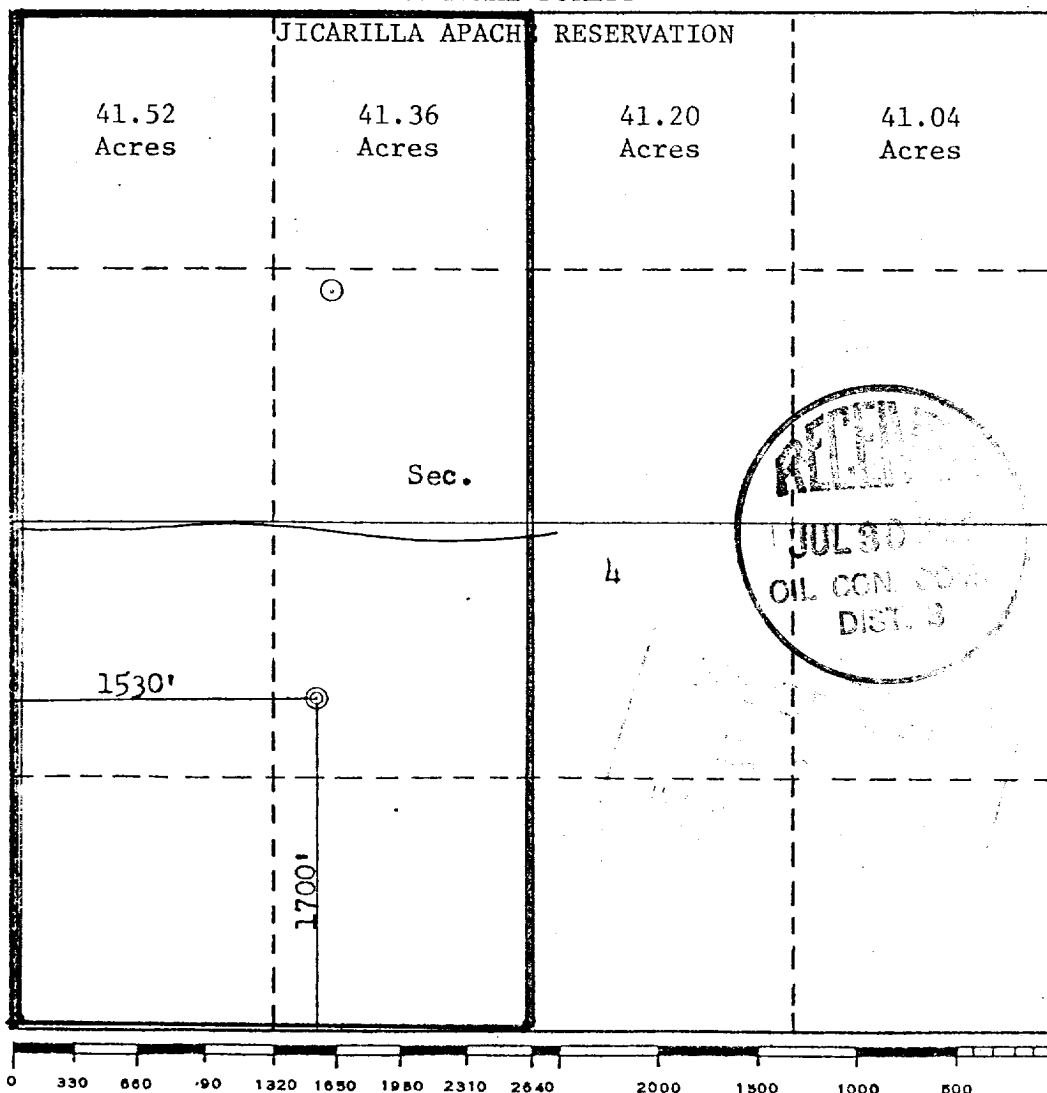 JICARILLA APACHE RESERVATION
41.52 Acres
41.36 Acres
41.20 Acres
41.04 Acres
Sec.
4
JUL 30
OIL CON.
DIST. 3
1530'
1700'
0 330 660 '90 1320 1650 1980 2310 2640 2000 1500 1000 500